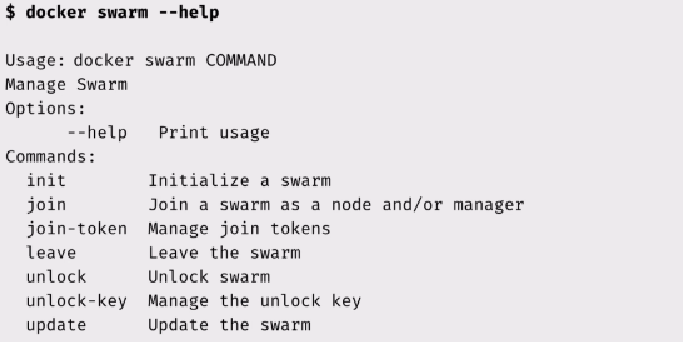 $ docker swarm --help
Usage: docker swarm COMMAND
Manage Swarm
Options:
--help Print usage
Commands:
init Initialize a swarm
join Join a swarm as a node and/or manager
join-token Manage join tokens
leave Leave the swarm
unlock Unlock swarm
unlock-key Manage the unlock key
update Update the swarm